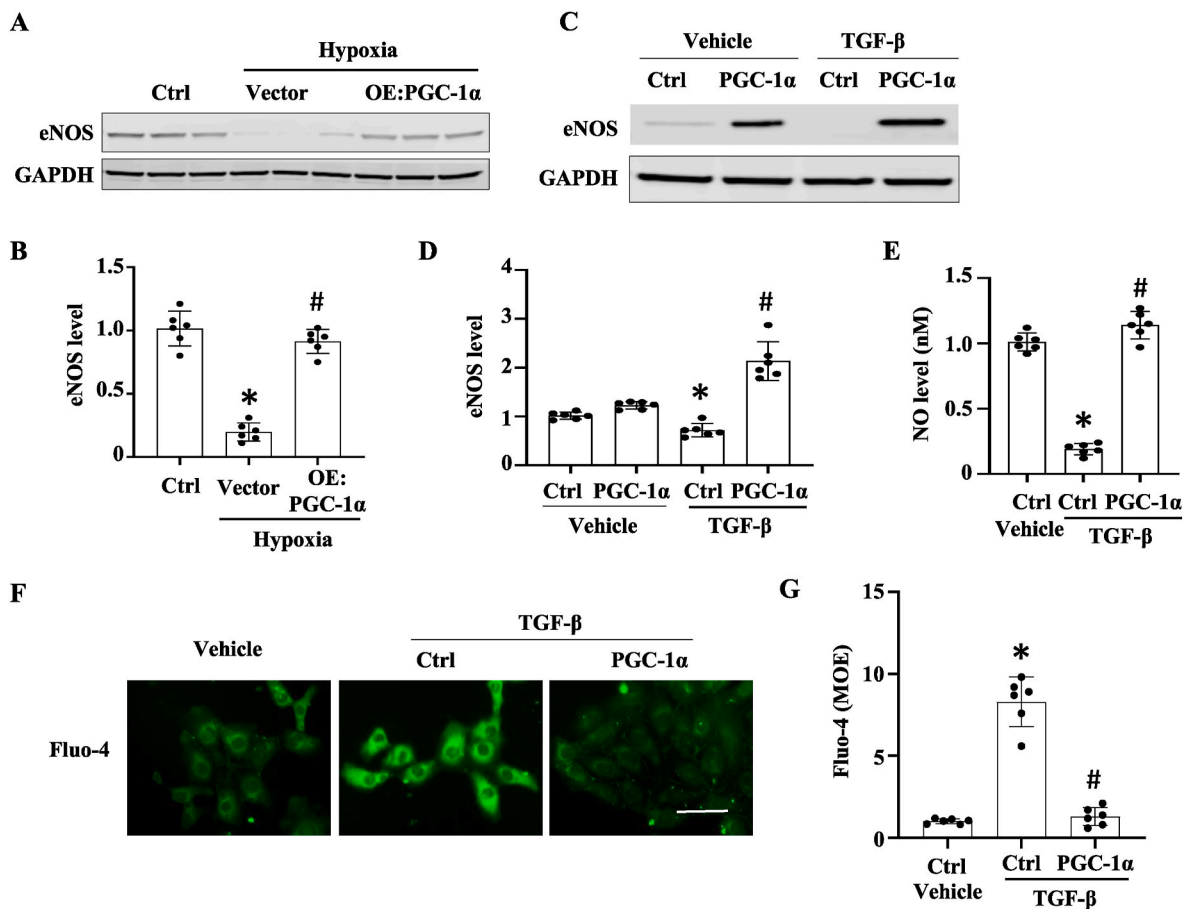 A
Hypoxia
Ctrl Vector OE:PGC-1α
eNOS
GAPDH
C
Vehicle TGF-β
Ctrl PGC-1α Ctrl PGC-1α
eNOS
GAPDH
B
eNOS level
1.5
1.0
0.5
0
*
#
Ctrl Vector OE:
PGC-1α
Hypoxia
D
eNOS level
4
3
2
1
0
*
#
Ctrl PGC-1α Ctrl PGC-1α
Vehicle TGF-β
E
NO level (nM)
1.5
1.0
0.5
0
*
#
Ctrl Ctrl PGC-1α
Vehicle TGF-β
F
TGF-β
Vehicle Ctrl PGC-1α
Fluo-4
G
Fluo-4 (MOE)
15
10
5
0
*
#
Ctrl Ctrl PGC-1α
Vehicle TGF-β